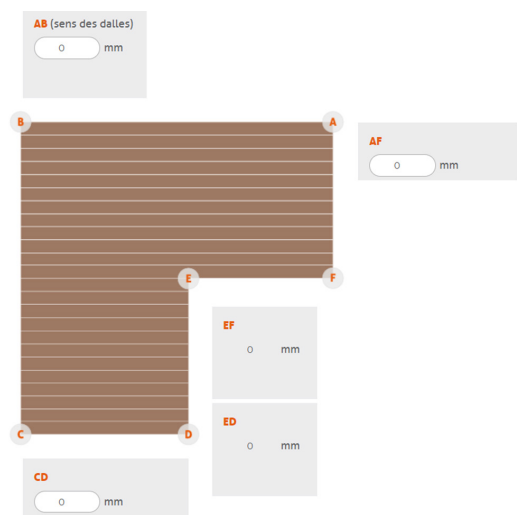 AB (sens des dalles)
0 mm
B
A
AF
0 mm
E
F
EF
0 mm
ED
0 mm
C
D
CD
0 mm